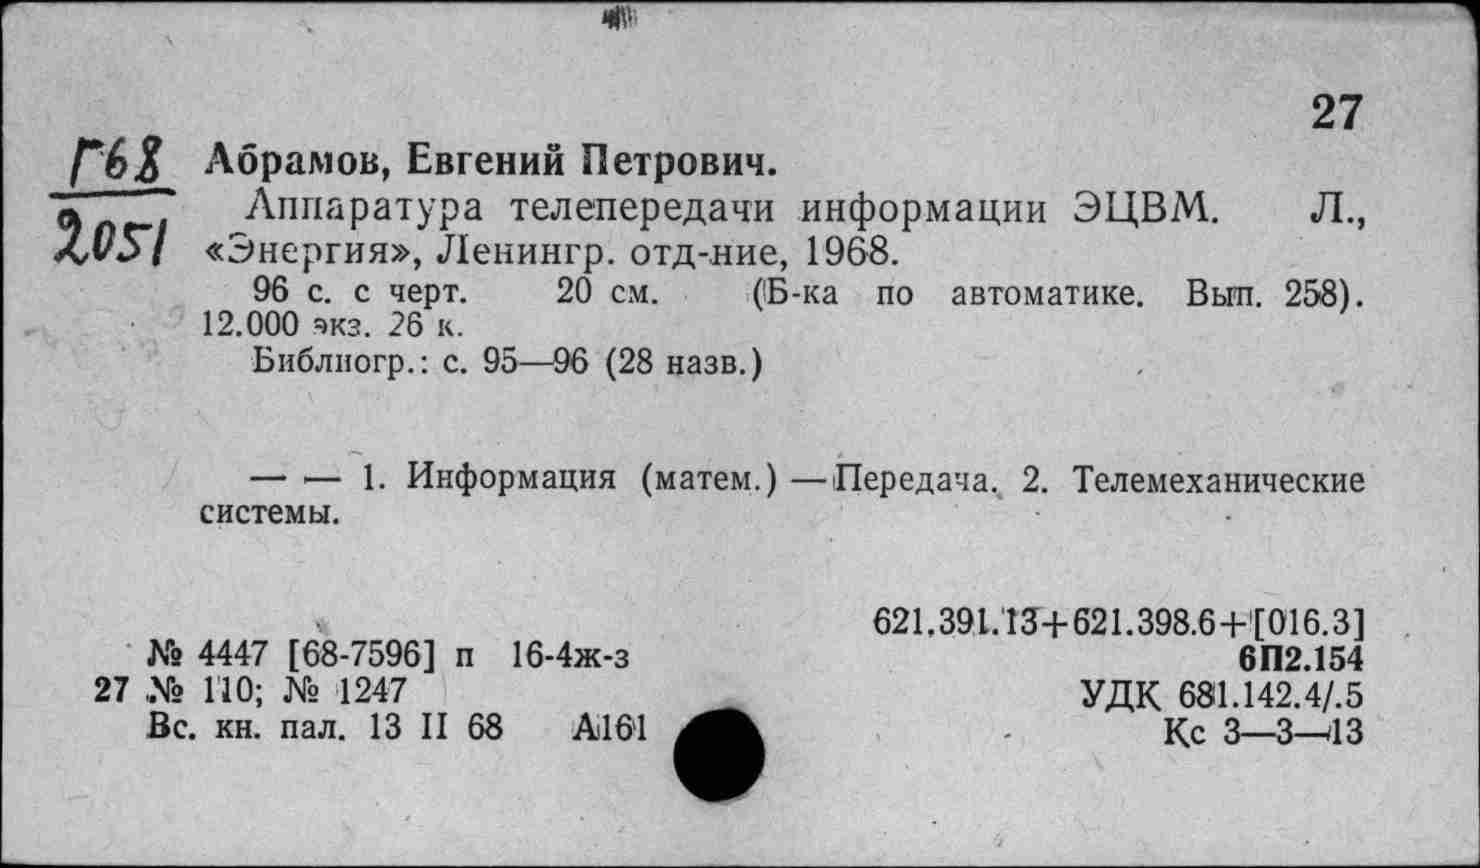 27
Г68
2051
Абрамов, Евгений Петрович.
Аппаратура телепередачи информации ЭЦВМ. Л.,
«Энергия», Ленингр. отд-ние, 1968.
96 с. с черт. 20 см. (Б-ка по автоматике. Вып. 258).
12.000 экз. 26 к.
Библиогр.: с. 95—96 (28 назв.)
— — 1. Информация (матем.) — Передача. 2. Телемеханические
системы.
621.391.13+621.398.6+[016.3]
№ 4447 [68-7596] п 16-4ж-з
6П2.154
27 № 110; № 1247
УДК 681.142.4/.5
Вс. кн. пал. 13 II 68 А161
Кс 3—3—13